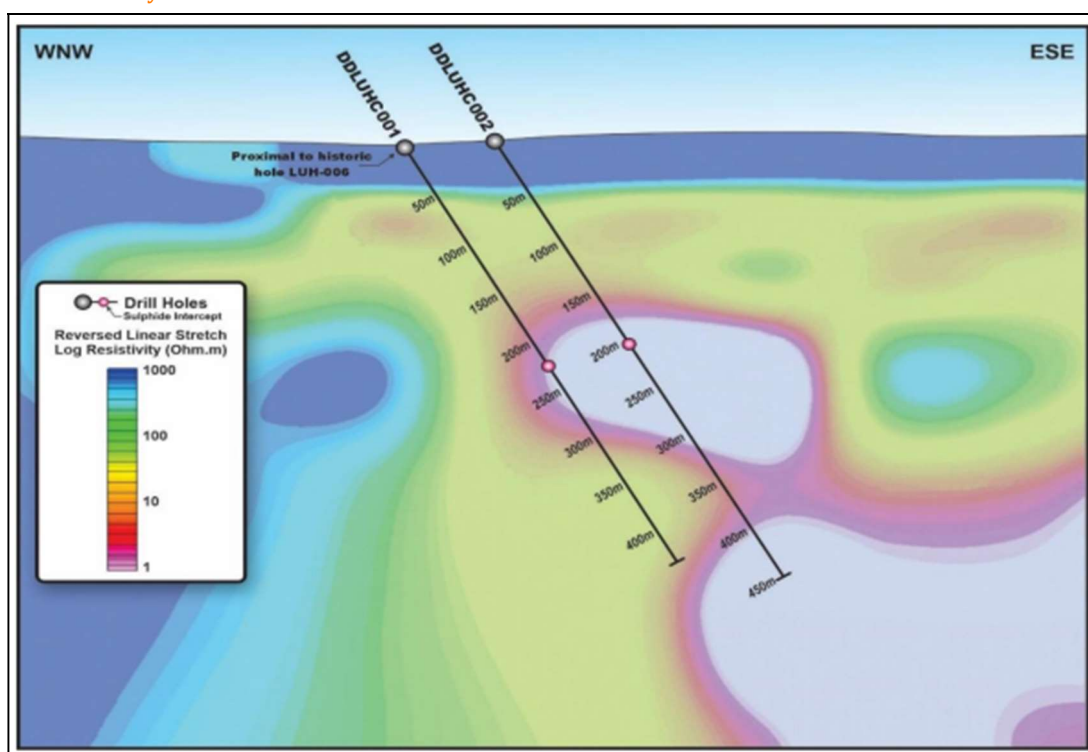 WNW
ESE
DDLUHC001
DDLUHC002
Proximal to historic
hole LUH-006
50m
100m
150m
200m
250m
300m
350m
400m
50m
100m
150m
200m
250m
300m
350m
400m
450m
Drill Holes
Sulphide Intercept
Reversed Linear Stretch
Log Resistivity (Ohm.m)
1000
100
10
1